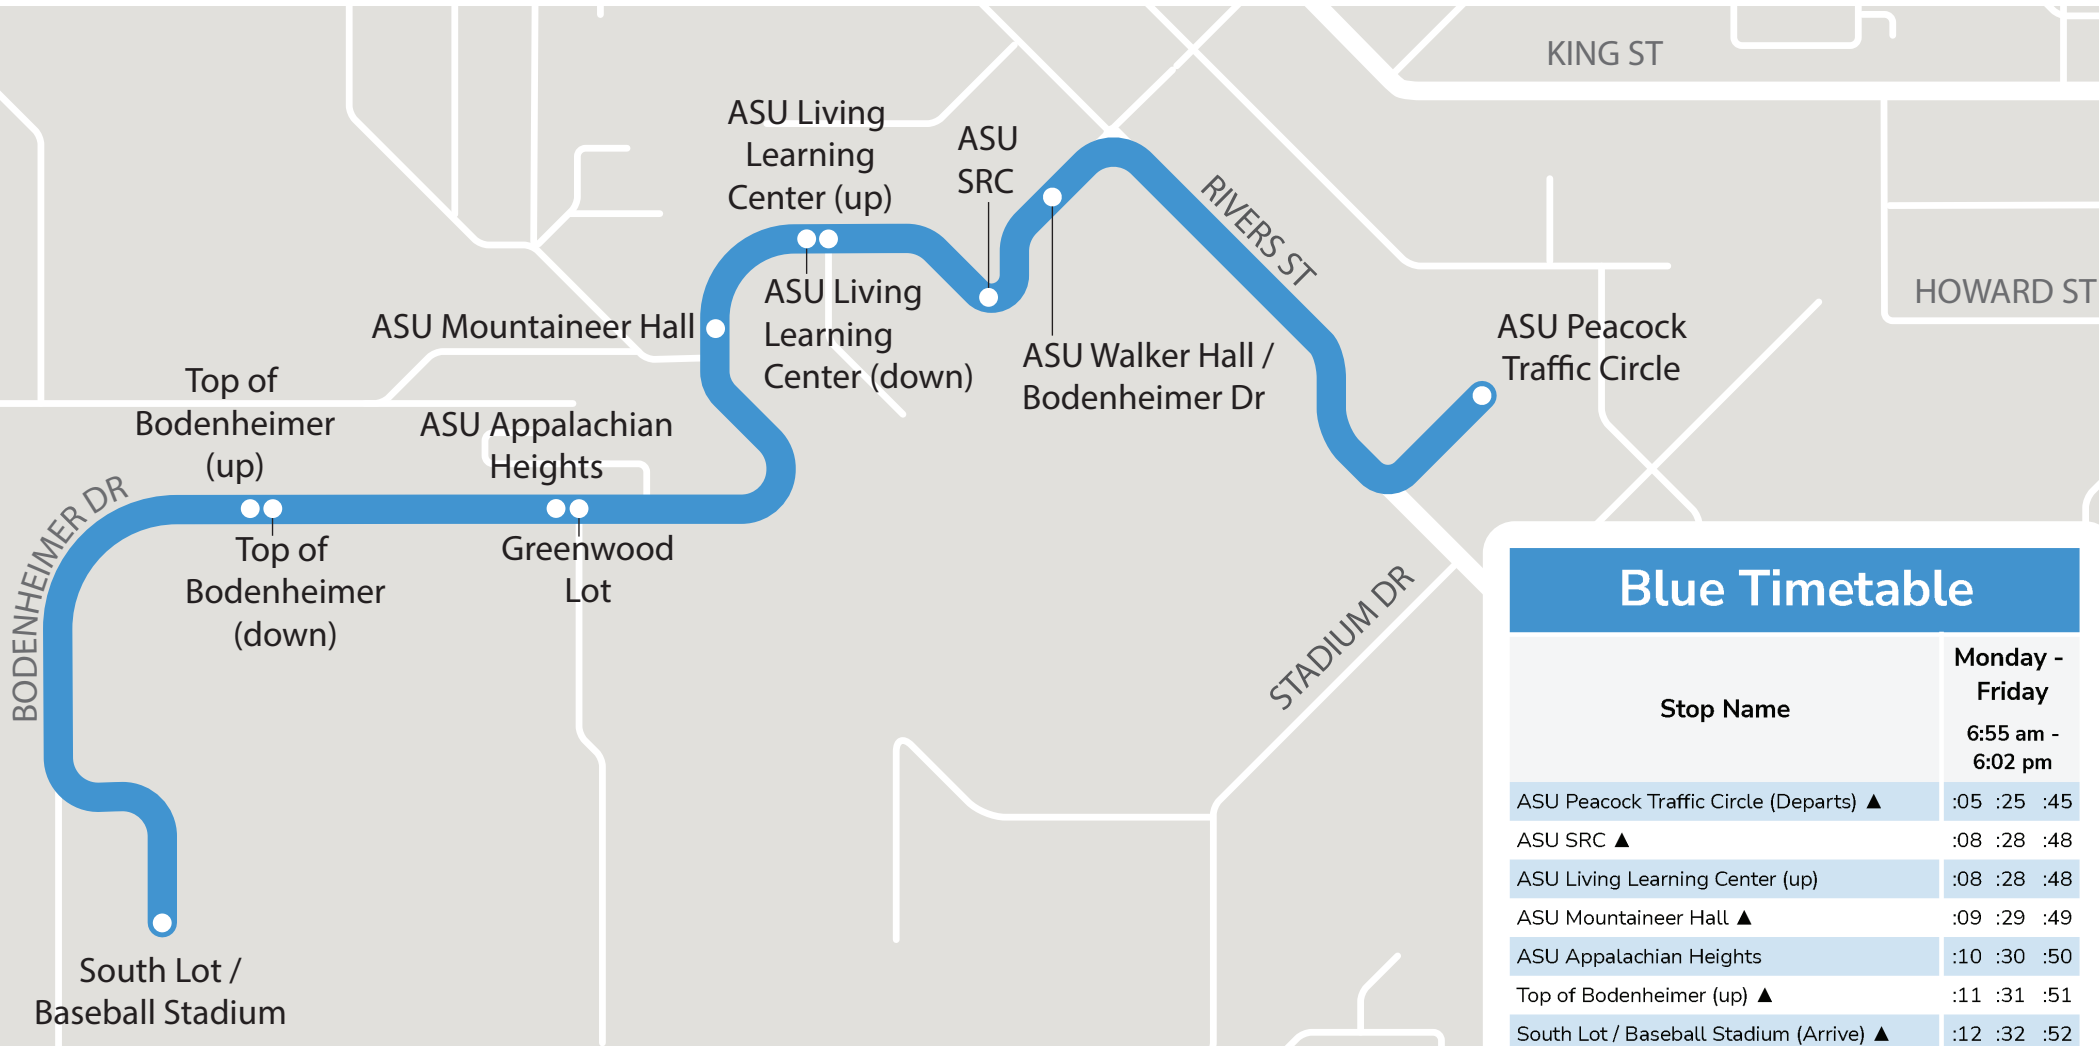 KING ST
ASU Living
Learning
Center (up)
ASU
SRC
RIVERS ST
HOWARD ST
ASU Living
Learning
Center (down)
ASU Mountaineer Hall
ASU Peacock
Traffic Circle
ASU Walker Hall /
Bodenheimer Dr
Top of
Bodenheimer
(up)
ASU Appalachian
Heights
BODENHEIMER DR
Top of
Bodenheimer
(down)
Greenwood
Lot
STADIUM DR
South Lot /
Baseball Stadium
Blue Timetable
Stop Name
Monday -
Friday
6:55 am -
6:02 pm
ASU Peacock Traffic Circle (Departs) ▲ :05 :25 :45
ASU SRC ▲ :08 :28 :48
ASU Living Learning Center (up) :08 :28 :48
ASU Mountaineer Hall ▲ :09 :29 :49
ASU Appalachian Heights :10 :30 :50
Top of Bodenheimer (up) ▲ :11 :31 :51
South Lot / Baseball Stadium (Arrive) ▲ :12 :32 :52